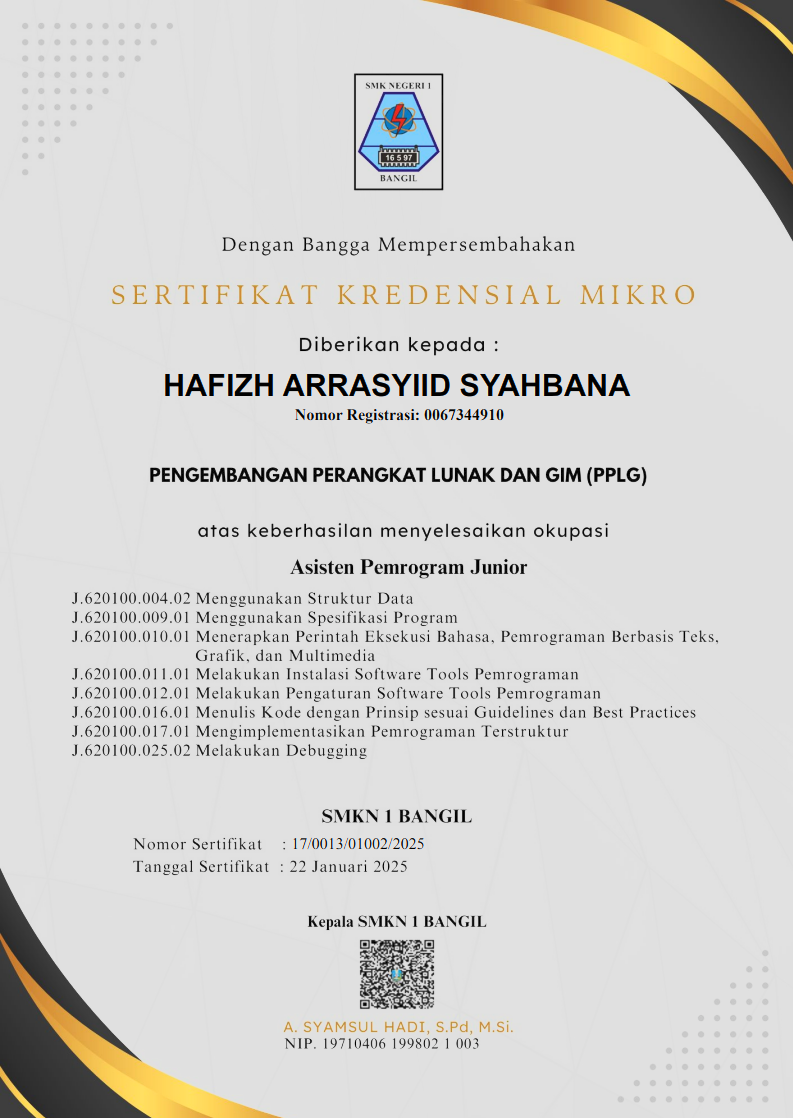 SMK NEGERI 1
16 5 97
BANGIL
Dengan Bangga Mempersembahakan
SERTIFIKAT KREDENSIAL MIKRO
Diberikan kepada :
HAFIZH ARRASYIID SYAHBANA
Nomor Registrasi: 0067344910
PENGEMBANGAN PERANGKAT LUNAK DAN GIM (PPLG)
atas keberhasilan menyelesaikan okupasi
Asisten Pemrogram Junior
J.620100.004.02 Menggunakan Struktur Data
J.620100.009.01 Menggunakan Spesifikasi Program
J.620100.010.01 Menerapkan Perintah Eksekusi Bahasa, Pemrograman Berbasis Teks,
Grafik, dan Multimedia
J.620100.011.01 Melakukan Instalasi Software Tools Pemrograman
J.620100.012.01 Melakukan Pengaturan Software Tools Pemrograman
J.620100.016.01 Menulis Kode dengan Prinsip sesuai Guidelines dan Best Practices
J.620100.017.01 Mengimplementasikan Pemrograman Terstruktur
J.620100.025.02 Melakukan Debugging
SMKN 1 BANGIL
Nomor Sertifikat : 17/0013/01002/2025
Tanggal Sertifikat : 22 Januari 2025
Kepala SMKN 1 BANGIL
A. SYAMSUL HADI, S.Pd, M.Si.
NIP. 19710406 199802 1 003